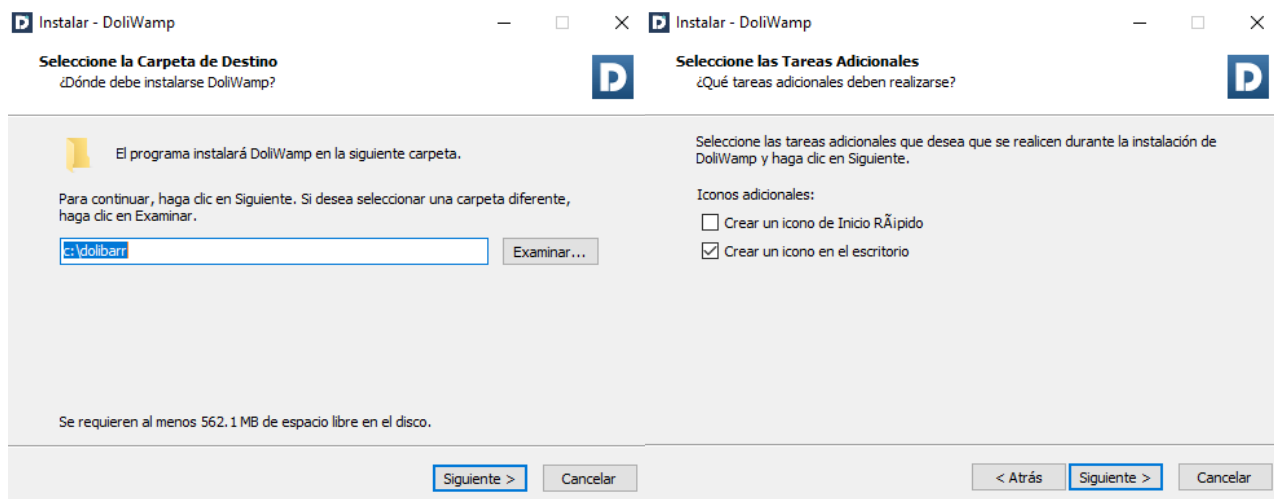 Instalar - DoliWamp
Seleccione la Carpeta de Destino
¿Dónde debe instalarse DoliWamp?
D
El programa instalará DoliWamp en la siguiente carpeta.
Para continuar, haga clic en Siguiente. Si desea seleccionar una carpeta diferente,
haga clic en Examinar.
c:\dolibarr
Examinar...
Se requieren al menos 562.1 MB de espacio libre en el disco.
Siguiente >
Cancelar
Instalar - DoliWamp
Seleccione las Tareas Adicionales
¿Qué tareas adicionales deben realizarse?
D
Seleccione las tareas adicionales que desea que se realicen durante la instalación de
DoliWamp y haga clic en Siguiente.
Iconos adicionales:
Crear un icono de Inicio RÃ¡pido
Crear un icono en el escritorio
< Atrás
Siguiente >
Cancelar